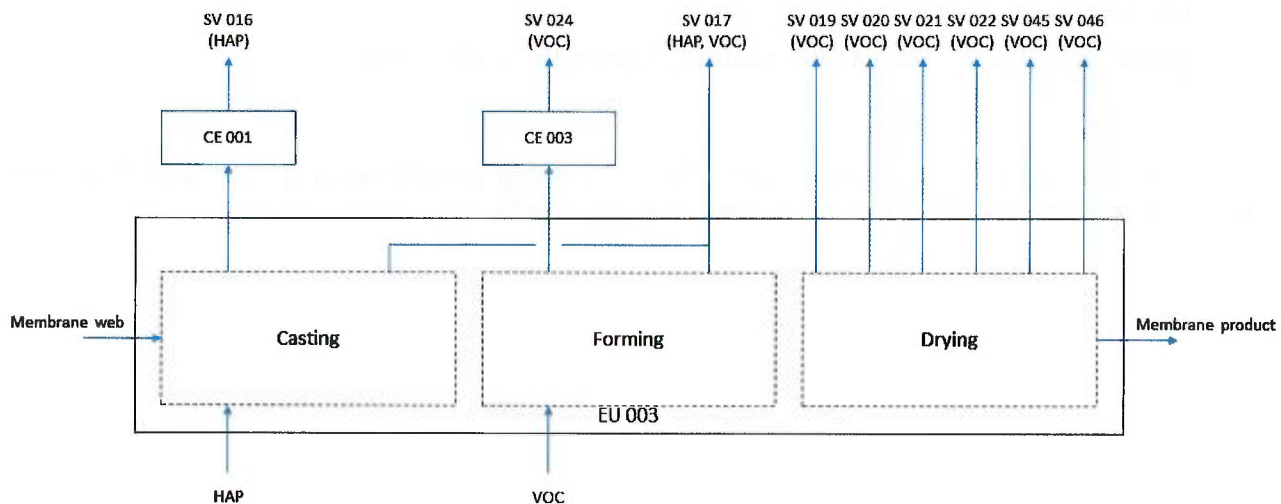 SV 016
(HAP)
SV 024
(VOC)
SV 017
(HAP, VOC)
SV 019 SV 020 SV 021 SV 022 SV 045 SV 046
(VOC) (VOC) (VOC) (VOC) (VOC) (VOC)
CE 001
CE 003
Membrane web
Casting
Forming
Drying
Membrane product
EU 003
HAP
VOC